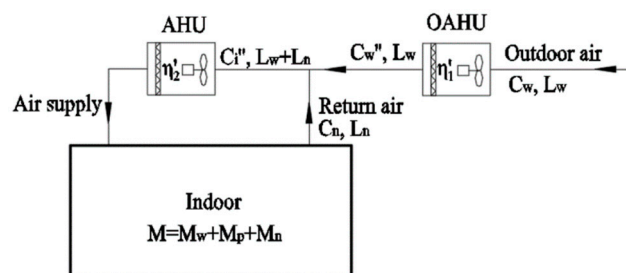 AHU
OAHU
η₂'
Cᵢ'', L𝓌+Lₙ
C𝓌'', L𝓌
η₁'
Outdoor air
C𝓌, L𝓌
Air supply
Return air
Cₙ, Lₙ
Indoor
M=M𝓌+Mₚ+Mₙ